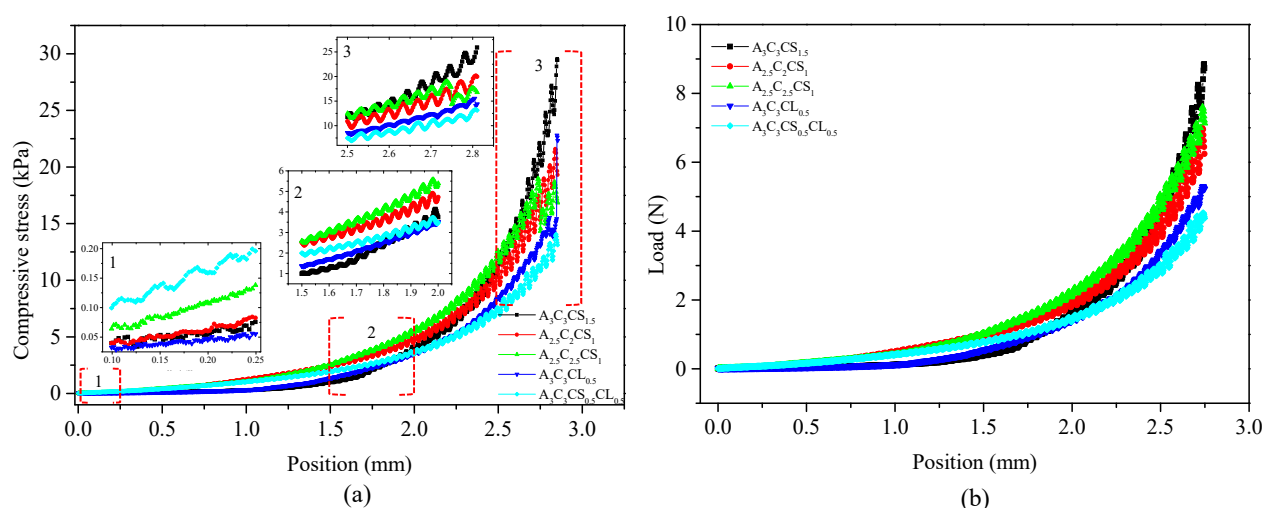 (a)
Compressive stress (kPa)
Position (mm)
0 5 10 15 20 25 30
0.0 0.5 1.0 1.5 2.0 2.5 3.0
3
10 15 20 25
2.5 2.6 2.7 2.8
2
1 2 3 4 5 6
1.5 1.6 1.7 1.8 1.9 2.0
1
0.05 0.10 0.15 0.20
0.10 0.15 0.20 0.25
1
2
3
A₃C₃CS₁.₅
A₂.₅C₂CS₁
A₂.₅C₂.₅CS₁
A₃C₃CL₀.₅
A₃C₃CS₀.₅CL₀.₅
(b)
Load (N)
Position (mm)
0 2 4 6 8 10
0.0 0.5 1.0 1.5 2.0 2.5 3.0
A₃C₃CS₁.₅
A₂.₅C₂CS₁
A₂.₅C₂.₅CS₁
A₃C₃CL₀.₅
A₃C₃CS₀.₅CL₀.₅